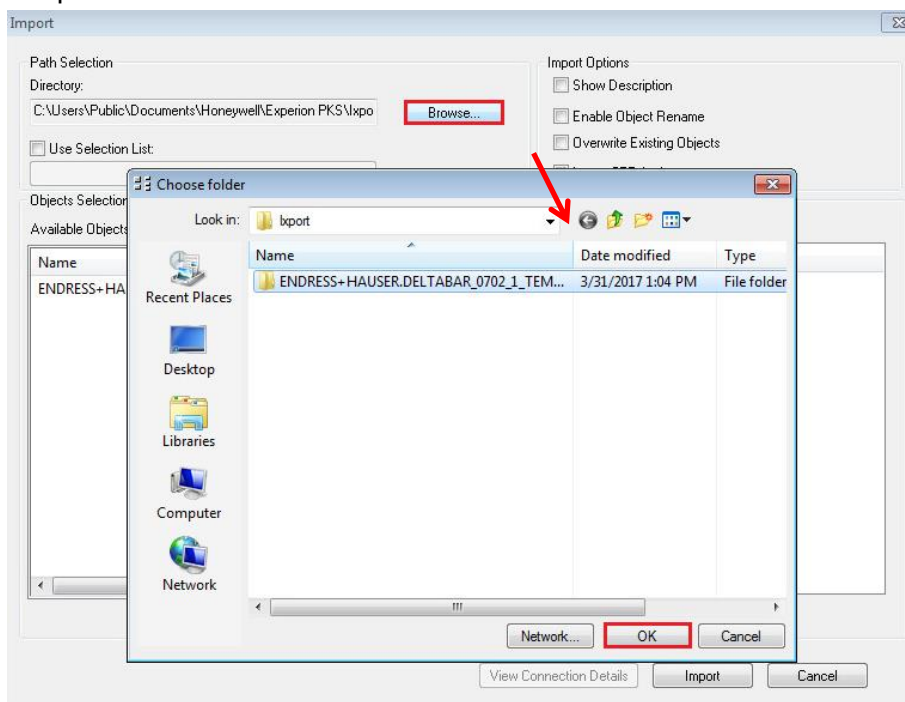 Import
Path Selection
Directory:
C:\Users\Public\Documents\Honeywell\Experion PKS\Ixpo
Browse...
Use Selection List:
Import Options
Show Description
Enable Object Rename
Overwrite Existing Objects
Objects Selection
Available Objects
Name
ENDRESS+HA
Choose folder
Look in:
Ixport
Name
Date modified
Type
ENDRESS+HAUSER.DELTABAR_0702_1_TEM...
3/31/2017 1:04 PM
File folder
Recent Places
Desktop
Libraries
Computer
Network
Network...
OK
Cancel
View Connection Details
Import
Cancel